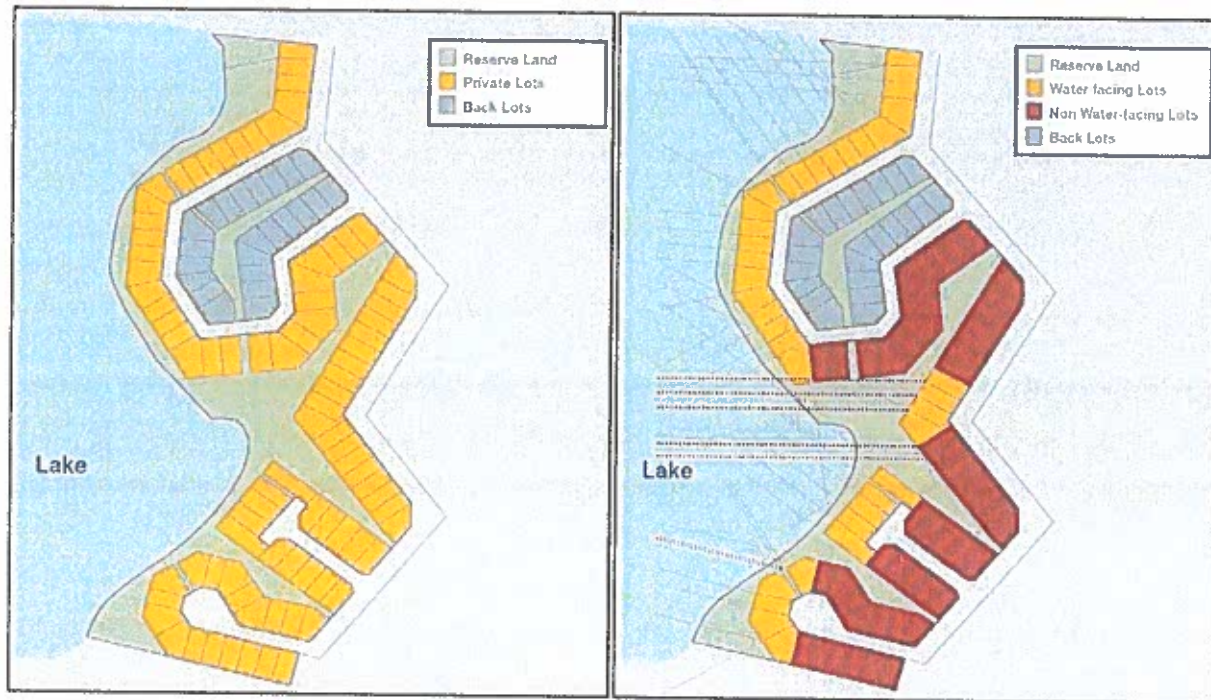 Reserve Land
Private Lots
Back Lots
Lake
Reserve Land
Water facing Lots
Non Water-facing Lots
Back Lots
Lake